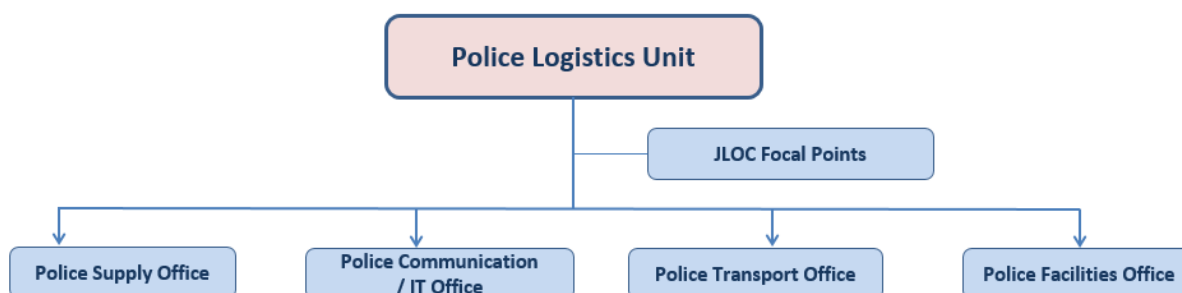 Police Logistics Unit
JLOC Focal Points
Police Supply Office
Police Communication
/ IT Office
Police Transport Office
Police Facilities Office